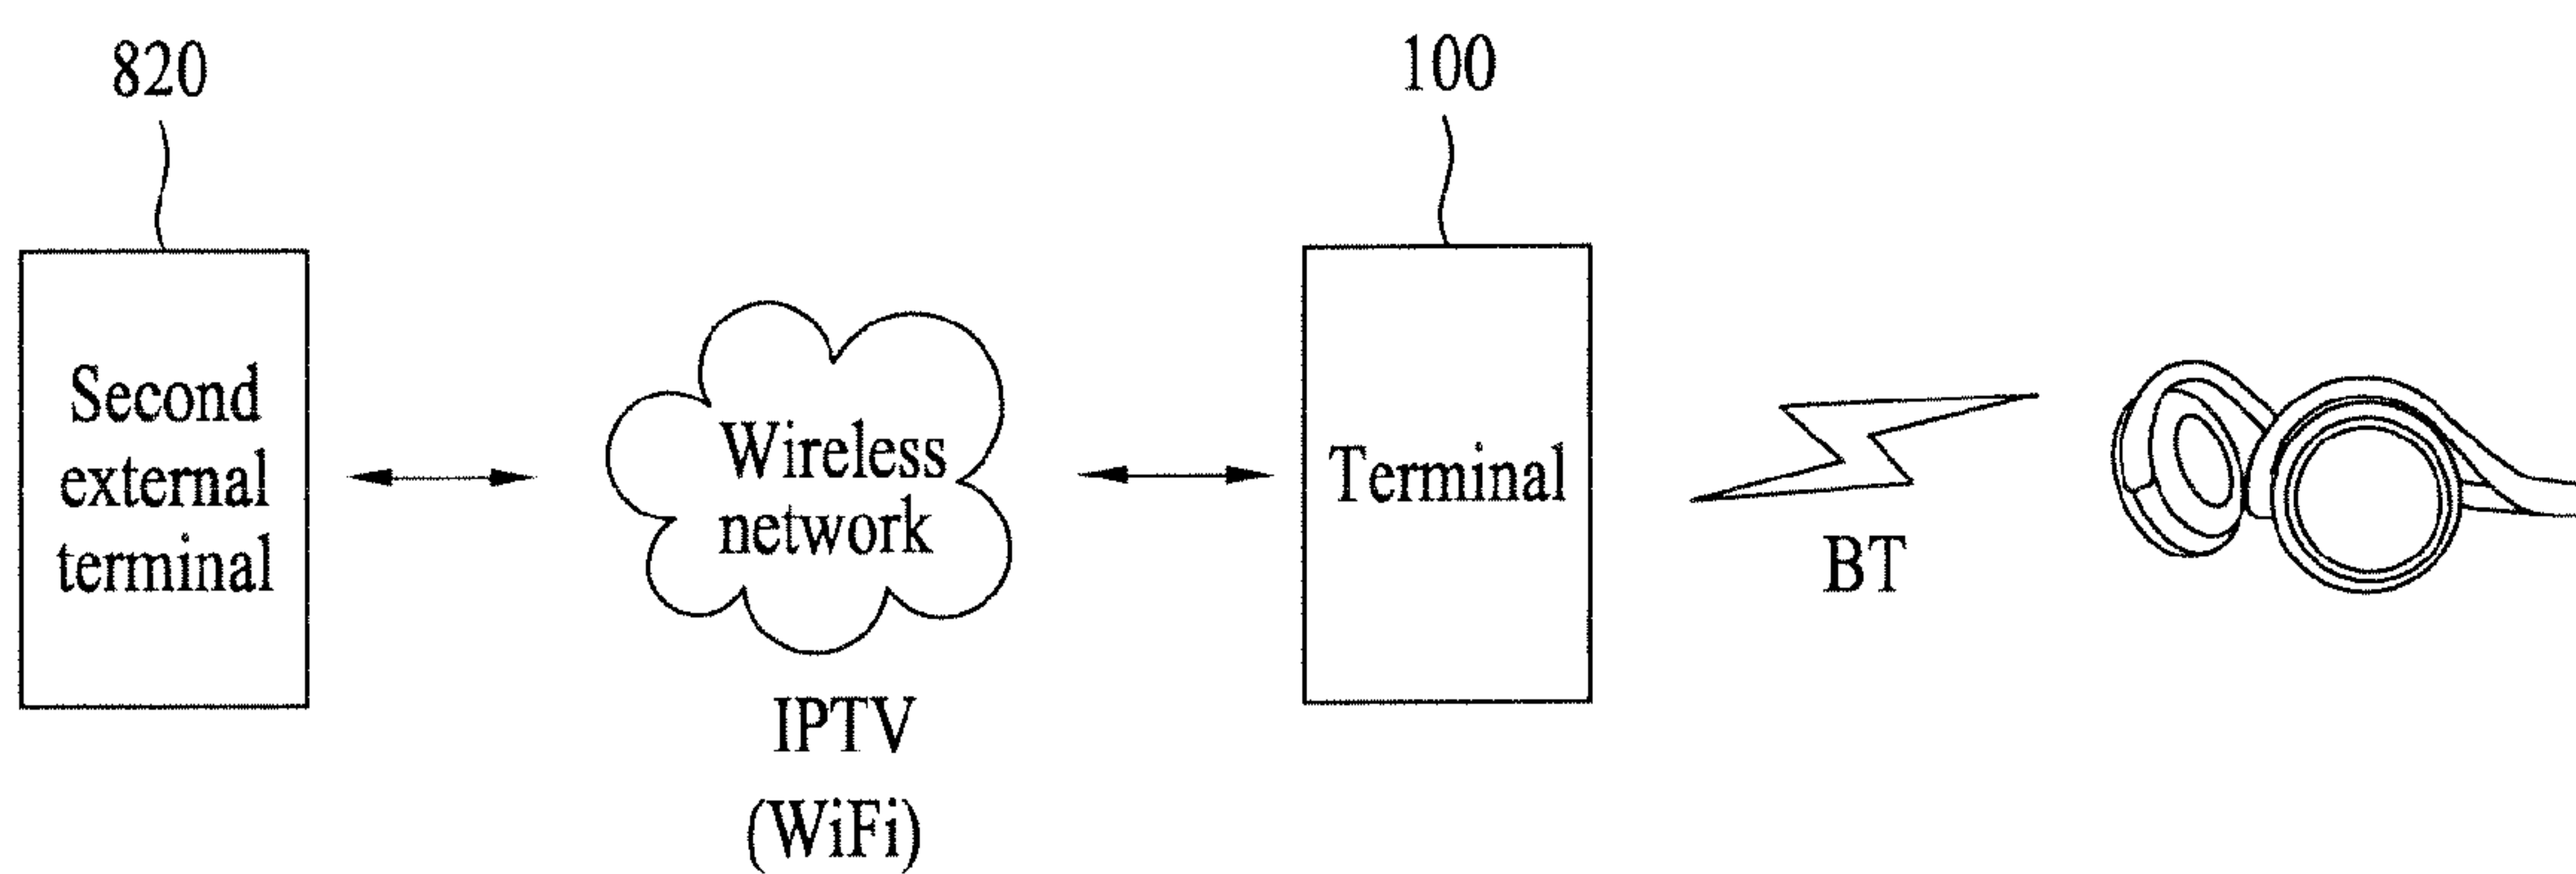 820
100
Second
external
terminal
Wireless
network
Terminal
BT
IPTV
(WiFi)